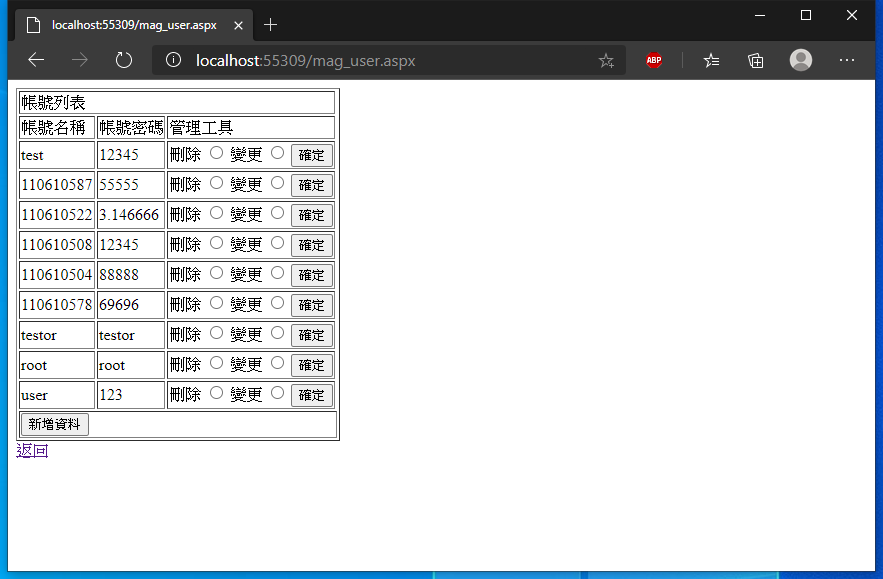 localhost:55309/mag_user.aspx
localhost:55309/mag_user.aspx
ABP
帳號列表
帳號名稱 帳號密碼 管理工具
test 12345 刪除 變更 確定
110610587 55555 刪除 變更 確定
110610522 3.146666 刪除 變更 確定
110610508 12345 刪除 變更 確定
110610504 88888 刪除 變更 確定
110610578 69696 刪除 變更 確定
testor testor 刪除 變更 確定
root root 刪除 變更 確定
user 123 刪除 變更 確定
新增資料
返回